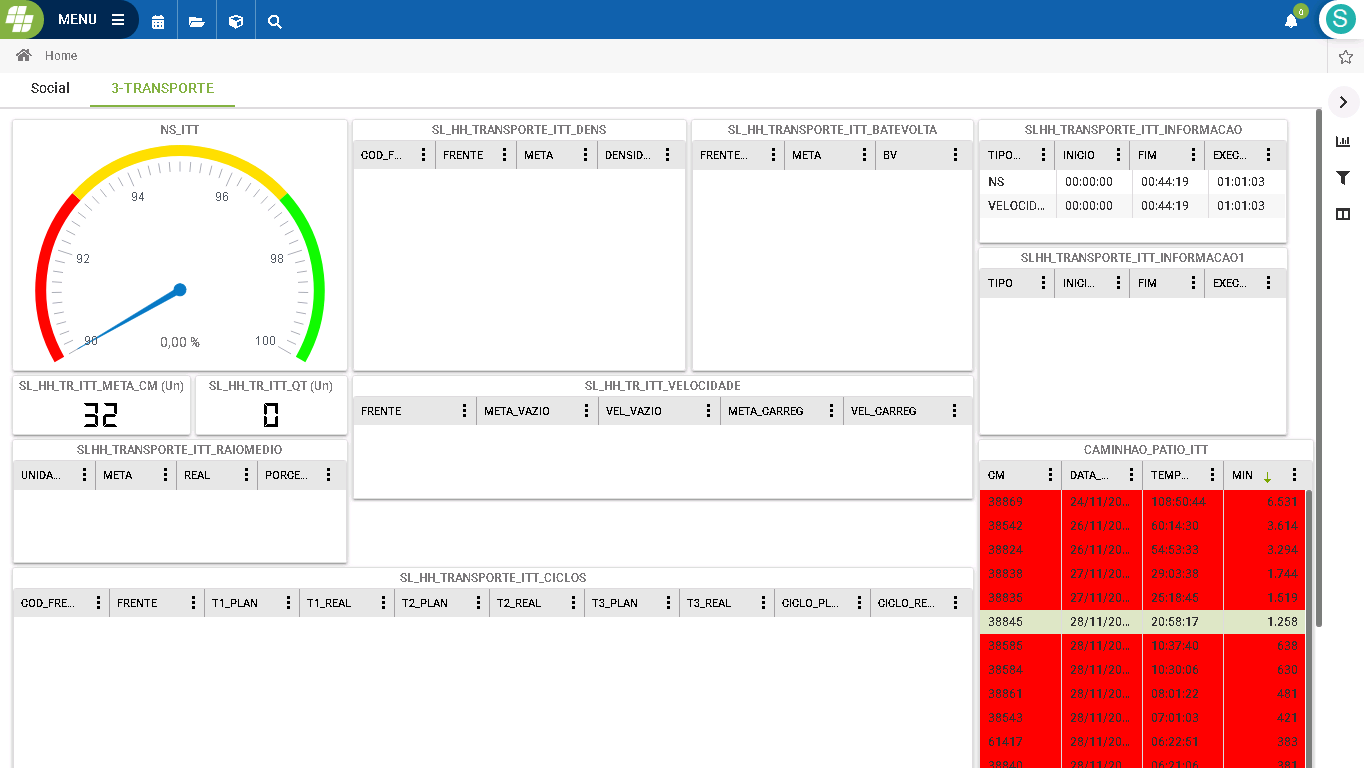 MENU
0
S
Home
Social
3-TRANSPORTE
NS_ITT
94
96
92
98
90
0,00 %
100
SL_HH_TRANSPORTE_ITT_DENS
COD_F... FRENTE META DENSID...
SL_HH_TRANSPORTE_ITT_BATEVOLTA
FRENTE... META BV
SLHH_TRANSPORTE_ITT_INFORMACAO
TIPO... INICIO FIM EXEC...
NS 00:00:00 00:44:19 01:01:03
VELOCID... 00:00:00 00:44:19 01:01:03
SLHH_TRANSPORTE_ITT_INFORMACAO1
TIPO INICI... FIM EXEC...
SL_HH_TR_ITT_META_CM (Un)
32
SL_HH_TR_ITT_QT (Un)
0
SL_HH_TR_ITT_VELOCIDADE
FRENTE META_VAZIO VEL_VAZIO META_CARREG VEL_CARREG
SLHH_TRANSPORTE_ITT_RAIOMEDIO
UNIDA... META REAL PORCE...
CAMINHAO_PATIO_ITT
CM DATA_... TEMP... MIN
38869 24/11/20... 108:50:44 6.531
38542 26/11/20... 60:14:30 3.614
38824 26/11/20... 54:53:33 3.294
38838 27/11/20... 29:03:38 1.744
38835 27/11/20... 25:18:45 1.519
38845 28/11/20... 20:58:17 1.258
38585 28/11/20... 10:37:40 638
38584 28/11/20... 10:30:06 630
38861 28/11/20... 08:01:22 481
38543 28/11/20... 07:01:03 421
61417 28/11/20... 06:22:51 383
38840 28/11/20... 06:21:06 381
SL_HH_TRANSPORTE_ITT_CICLOS
COD_FRE... FRENTE T1_PLAN T1_REAL T2_PLAN T2_REAL T3_PLAN T3_REAL CICLO_PL... CICLO_RE...